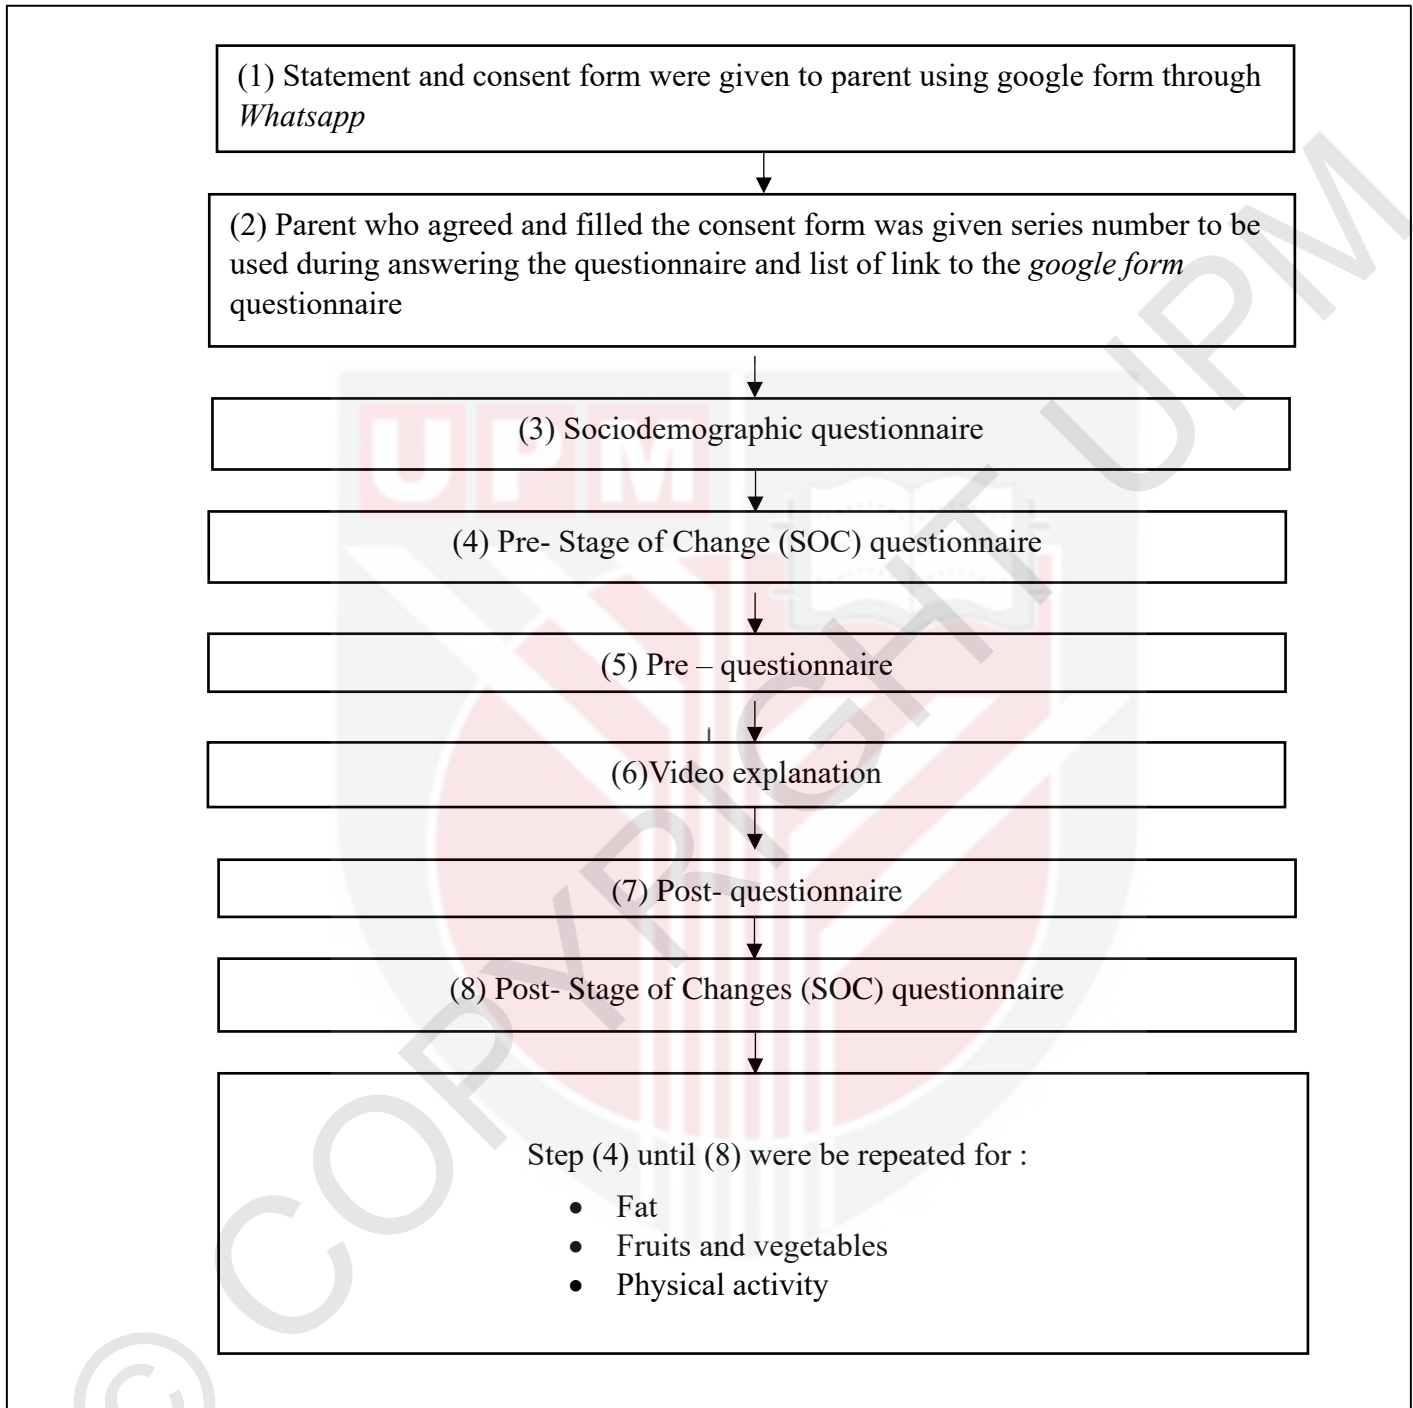 (1) Statement and consent form were given to parent using google form through
Whatsapp
(2) Parent who agreed and filled the consent form was given series number to be
used during answering the questionnaire and list of link to the google form
questionnaire
(3) Sociodemographic questionnaire
(4) Pre- Stage of Change (SOC) questionnaire
(5) Pre – questionnaire
(6)Video explanation
(7) Post- questionnaire
(8) Post- Stage of Changes (SOC) questionnaire
Step (4) until (8) were be repeated for :
• Fat
• Fruits and vegetables
• Physical activity
UPM
© COPYRIGHT UPM